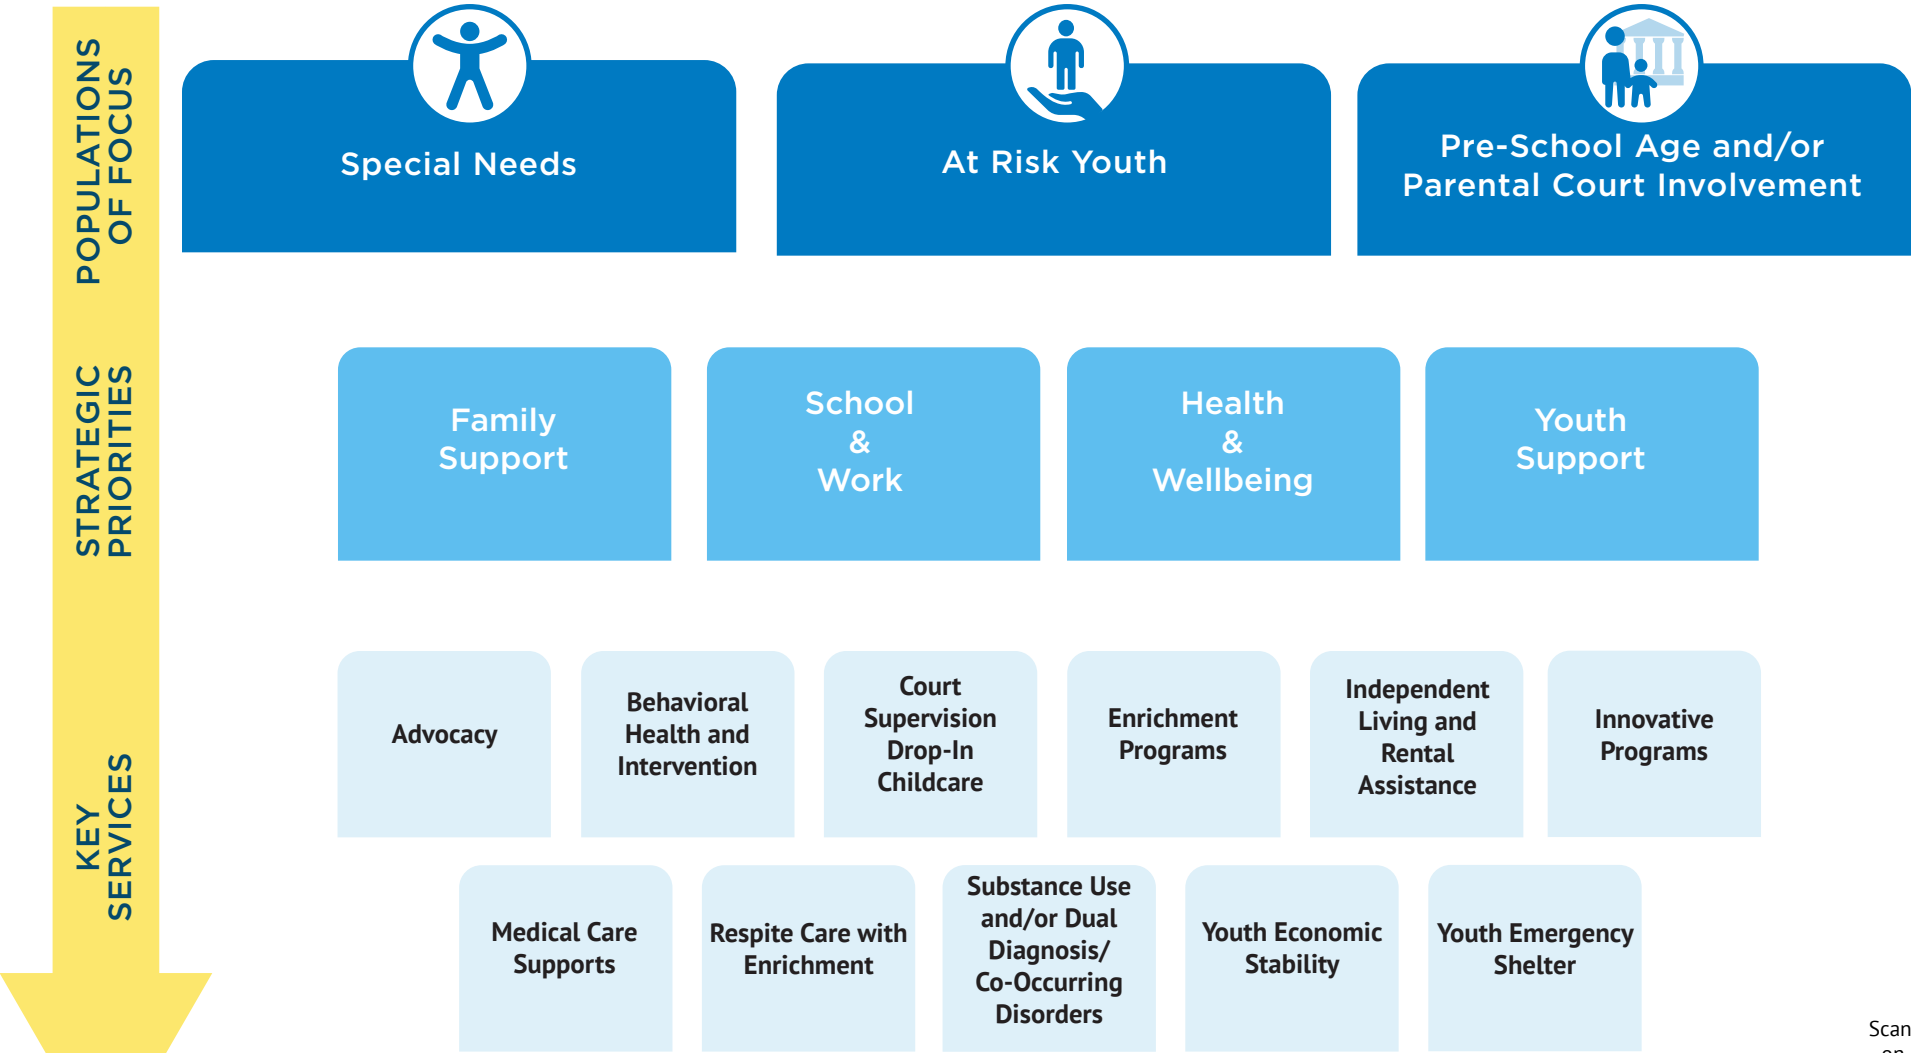 POPULATIONS
OF FOCUS
Special Needs
At Risk Youth
Pre-School Age and/or
Parental Court Involvement
STRATEGIC
PRIORITIES
Family
Support
School
&
Work
Health
&
Wellbeing
Youth
Support
KEY
SERVICES
Advocacy
Behavioral
Health and
Intervention
Court
Supervision
Drop-In
Childcare
Enrichment
Programs
Independent
Living and
Rental
Assistance
Innovative
Programs
Medical Care
Supports
Respite Care with
Enrichment
Substance Use
and/or Dual
Diagnosis/
Co-Occurring
Disorders
Youth Economic
Stability
Youth Emergency
Shelter
Scan